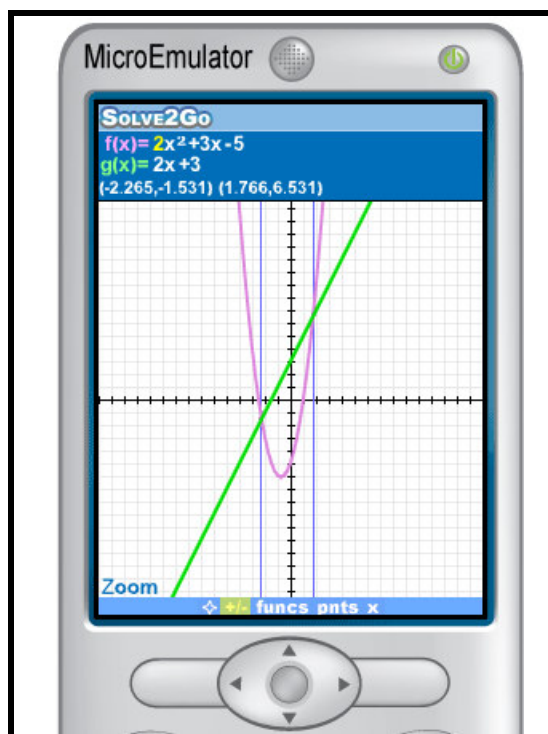 MicroEmulator
SOLVE2GO
f(x)= 2x²+3x-5
g(x)= 2x+3
(-2.265,-1.531) (1.766,6.531)
Zoom
+/- funcs pnts x